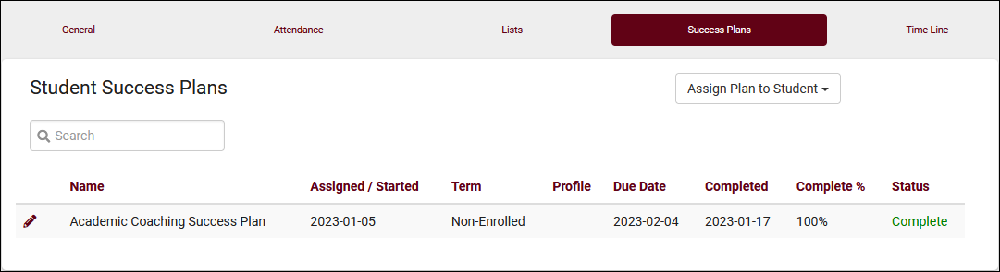 General Attendance Lists Success Plans Time Line
Student Success Plans
Assign Plan to Student
Search
Name Assigned / Started Term Profile Due Date Completed Complete % Status
Academic Coaching Success Plan 2023-01-05 Non-Enrolled 2023-02-04 2023-01-17 100% Complete